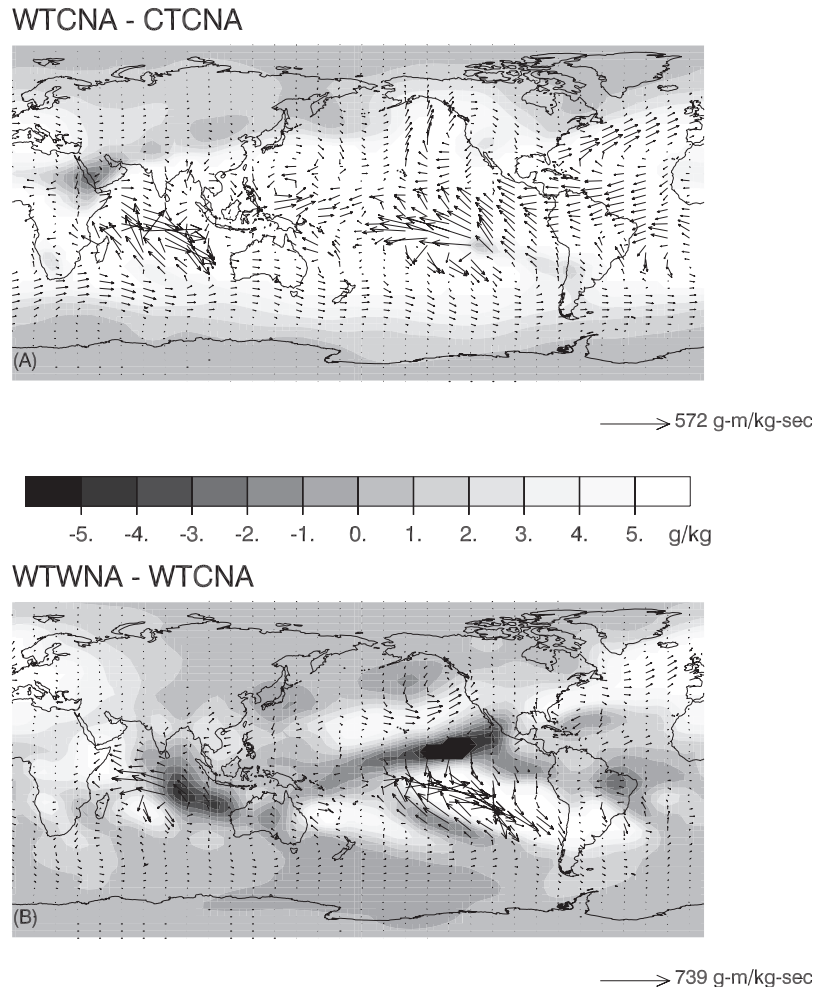 WTCNA - CTCNA
(A)
572 g-m/kg-sec
-5. -4. -3. -2. -1. 0. 1. 2. 3. 4. 5. g/kg
WTWNA - WTCNA
(B)
739 g-m/kg-sec